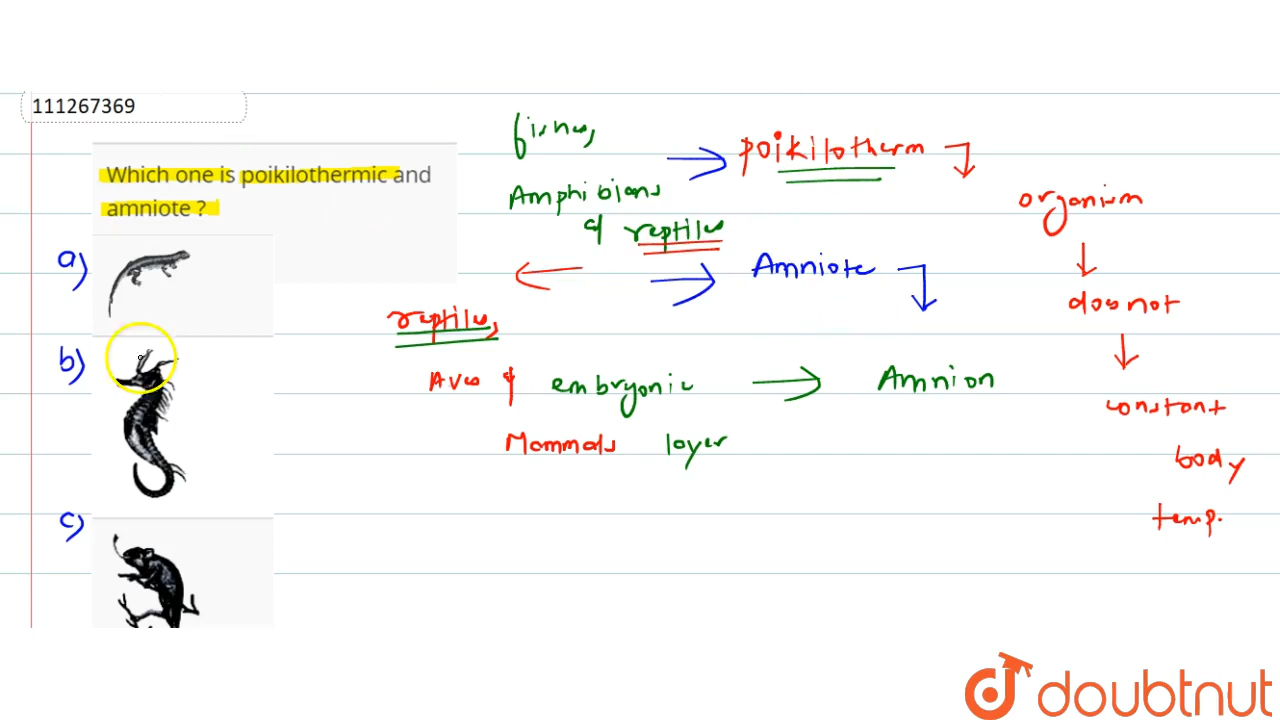 111267369
Which one is poikilothermic and
amniote ?
a)
b)
c)
fishes,
Amphibians
& reptiles
poikilotherm
organism
does not
constant
body
temp.
Amniote
reptiles,
Aves &
Mammals
embryonic
layer
Amnion
doubtnut